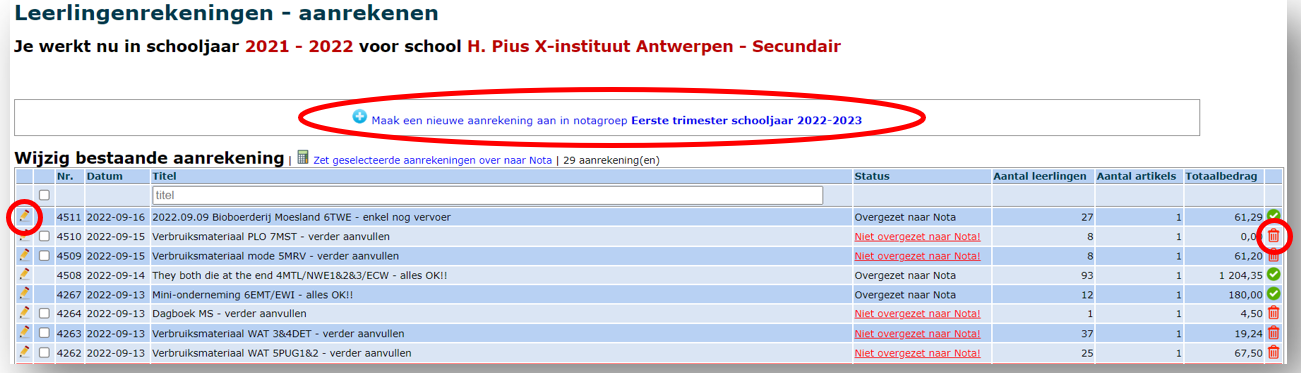 Leerlingenrekeningen - aanrekenen
Je werkt nu in schooljaar 2021 - 2022 voor school H. Pius X-instituut Antwerpen - Secundair
Maak een nieuwe aanrekening aan in notagroep Eerste trimester schooljaar 2022-2023
Wijzig bestaande aanrekening | Zet geselecteerde aanrekeningen over naar Nota | 29 aanrekening(en)
Nr. Datum Titel Status Aantal leerlingen Aantal artikels Totaalbedrag
titel
4511 2022-09-16 2022.09.09 Bioboerderij Moesland 6TWE - enkel nog vervoer Overgezet naar Nota 27 1 61,29
4510 2022-09-15 Verbruiksmateriaal PLO 7MST - verder aanvullen Niet overgezet naar Nota! 8 1
4509 2022-09-15 Verbruiksmateriaal mode 5MRV - verder aanvullen Niet overgezet naar Nota! 8 1 61,20
4508 2022-09-14 They both die at the end 4MTL/NWE1&2&3/ECW - alles OK!! Overgezet naar Nota 93 1 1 204,35
4267 2022-09-13 Mini-onderneming 6EMT/EWI - alles OK!! Overgezet naar Nota 12 1 180,00
4264 2022-09-13 Dagboek MS - verder aanvullen Niet overgezet naar Nota! 1 1 4,50
4263 2022-09-13 Verbruiksmateriaal WAT 3&4DET - verder aanvullen Niet overgezet naar Nota! 37 1 19,24
4262 2022-09-13 Verbruiksmateriaal WAT 5PUG1&2 - verder aanvullen Niet overgezet naar Nota! 25 1 67,50